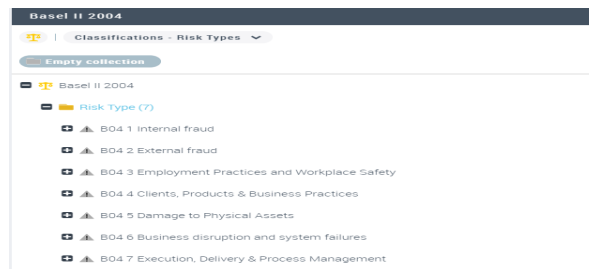 Basel II 2004
Classifications - Risk Types
Empty collection
Basel II 2004
Risk Type (7)
B04 1 Internal fraud
B04 2 External fraud
B04 3 Employment Practices and Workplace Safety
B04 4 Clients, Products & Business Practices
B04 5 Damage to Physical Assets
B04 6 Business disruption and system failures
B04 7 Execution, Delivery & Process Management